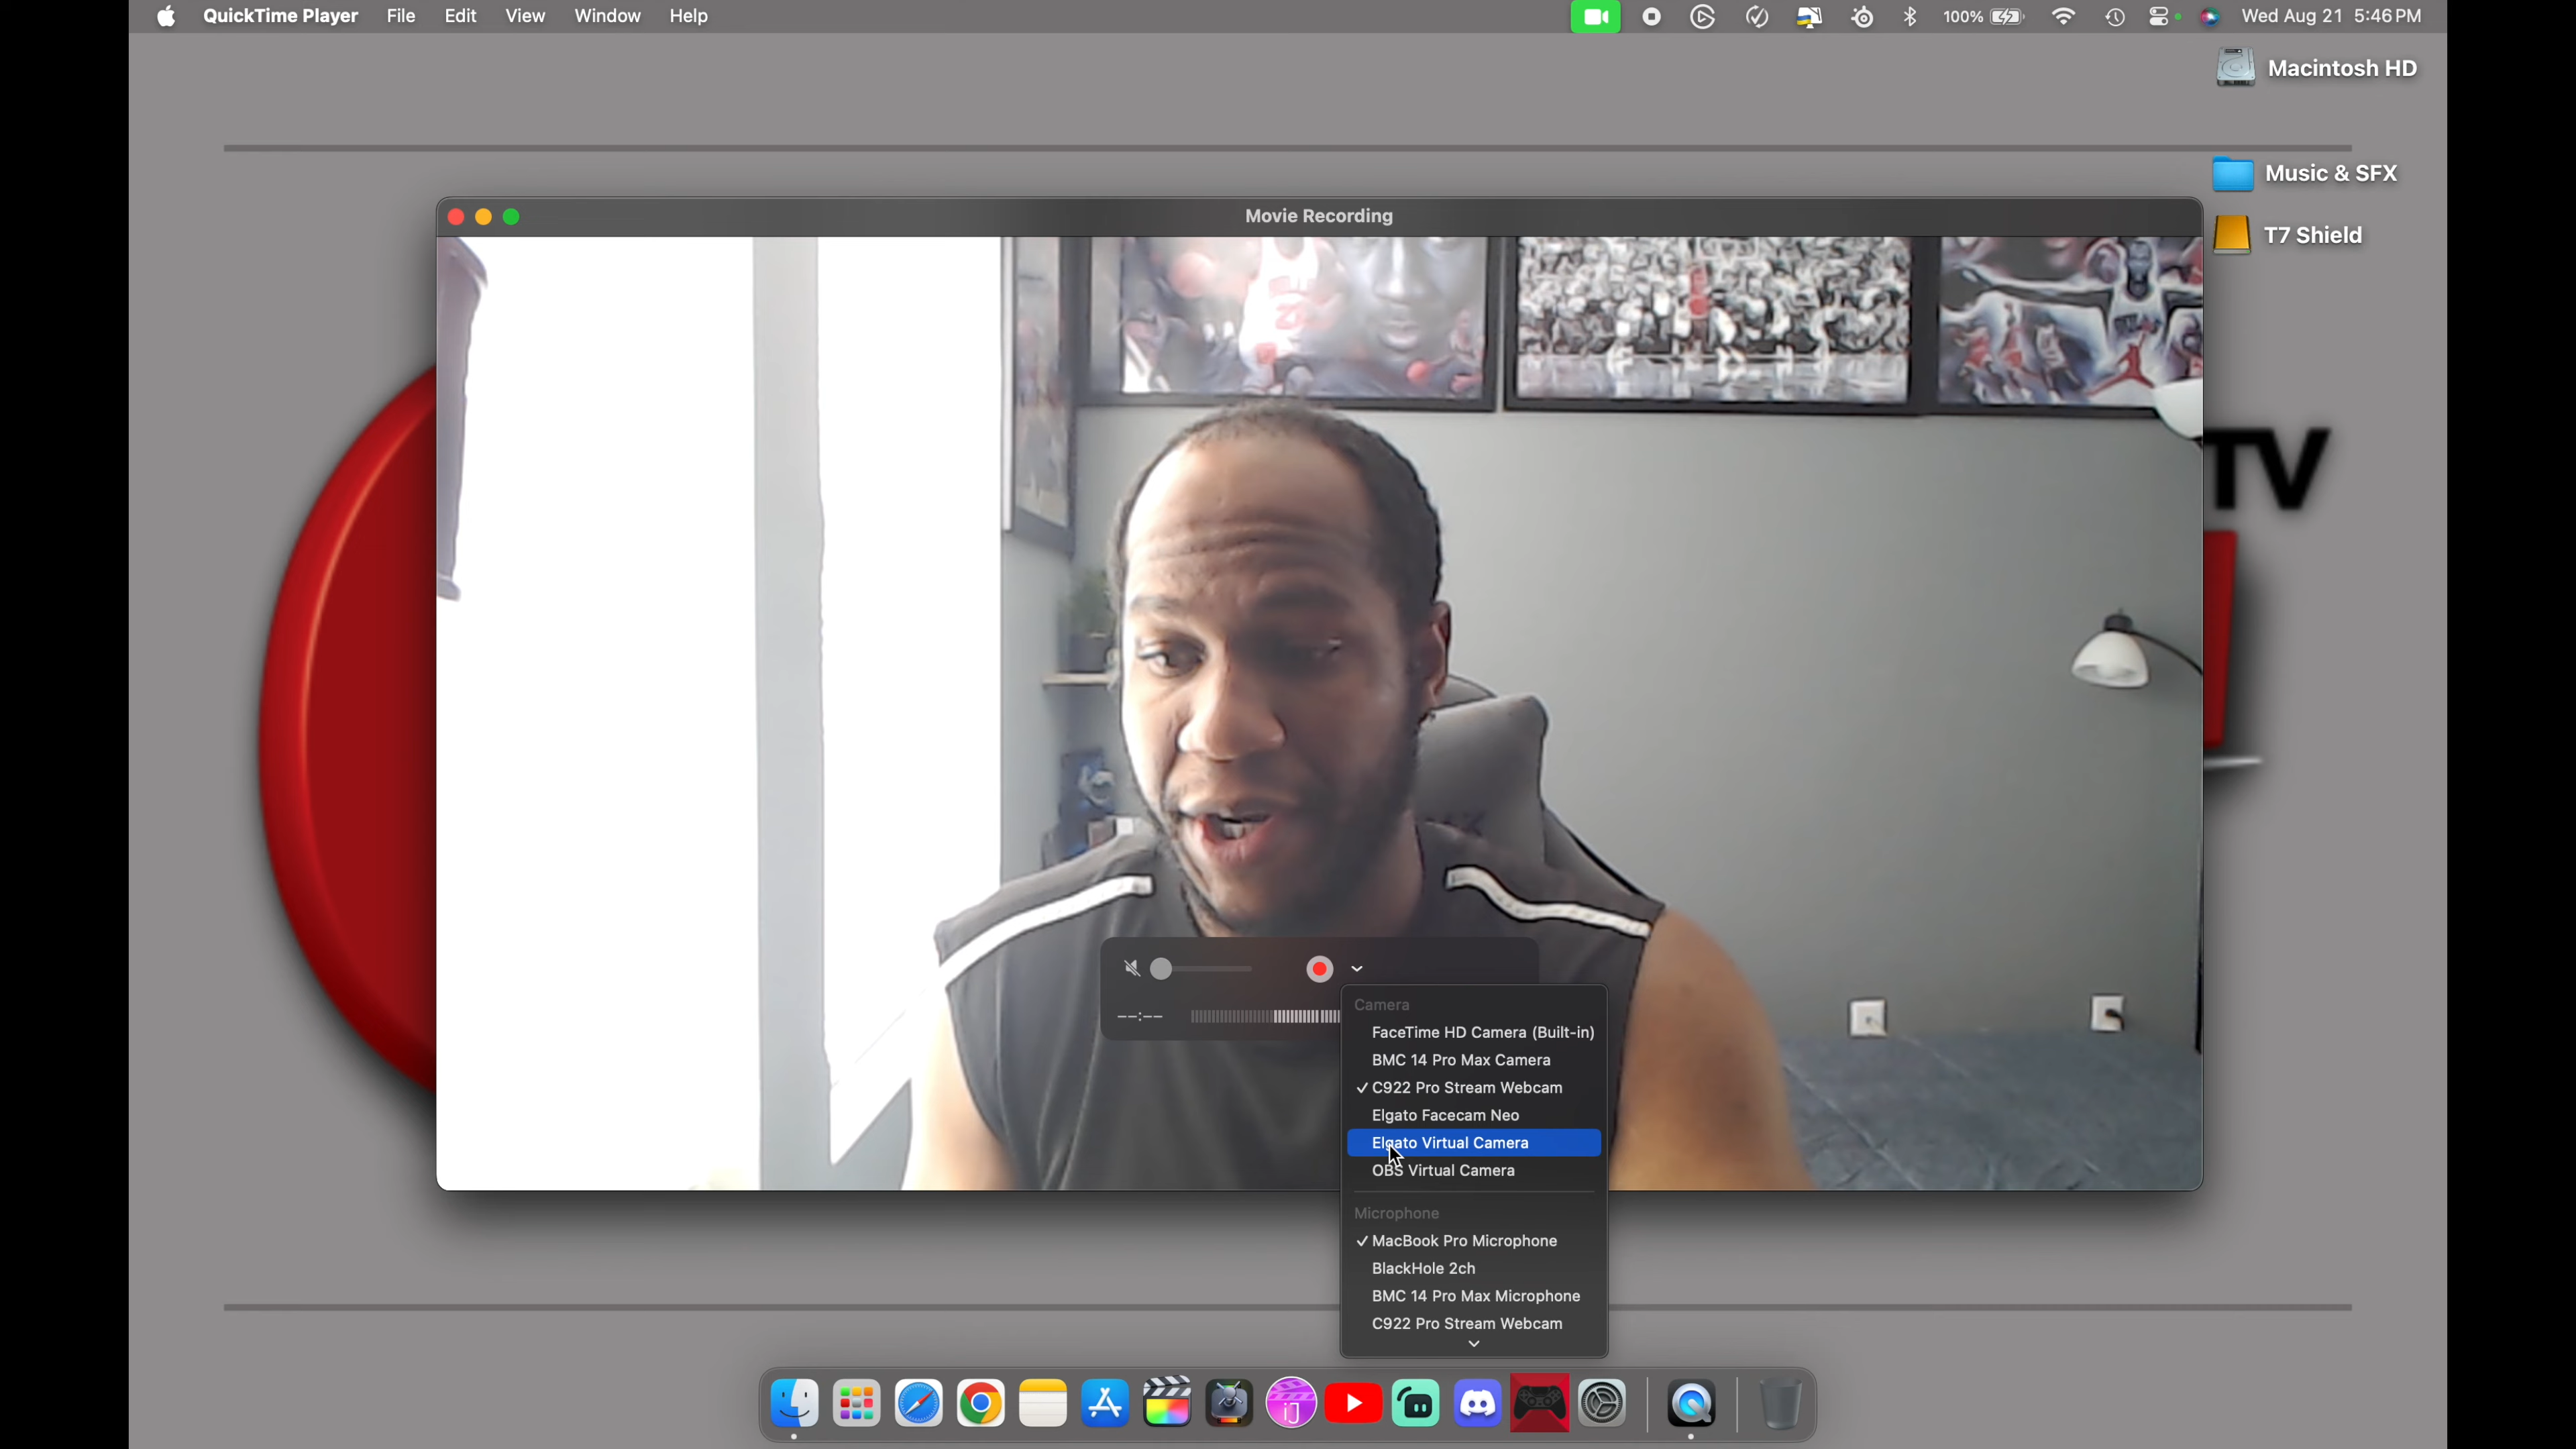 QuickTime Player File Edit View Window Help 100% Wed Aug 21 5:46 PM
Macintosh HD
Music & SFX
Movie Recording
T7 Shield
TV
--:--
Camera
FaceTime HD Camera (Built-in)
BMC 14 Pro Max Camera
✓ C922 Pro Stream Webcam
Elgato Facecam Neo
Elgato Virtual Camera
OBS Virtual Camera
Microphone
✓ MacBook Pro Microphone
BlackHole 2ch
BMC 14 Pro Max Microphone
C922 Pro Stream Webcam
iJ